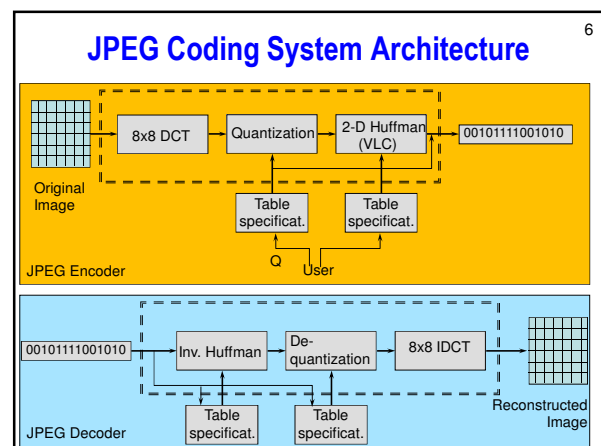 6
JPEG Coding System Architecture
8x8 DCT
Quantization
2-D Huffman
(VLC)
00101111001010
Original
Image
Table
specificat.
Table
specificat.
Q
User
JPEG Encoder
00101111001010
Inv. Huffman
De-
quantization
8x8 IDCT
Table
specificat.
Table
specificat.
Reconstructed
Image
JPEG Decoder